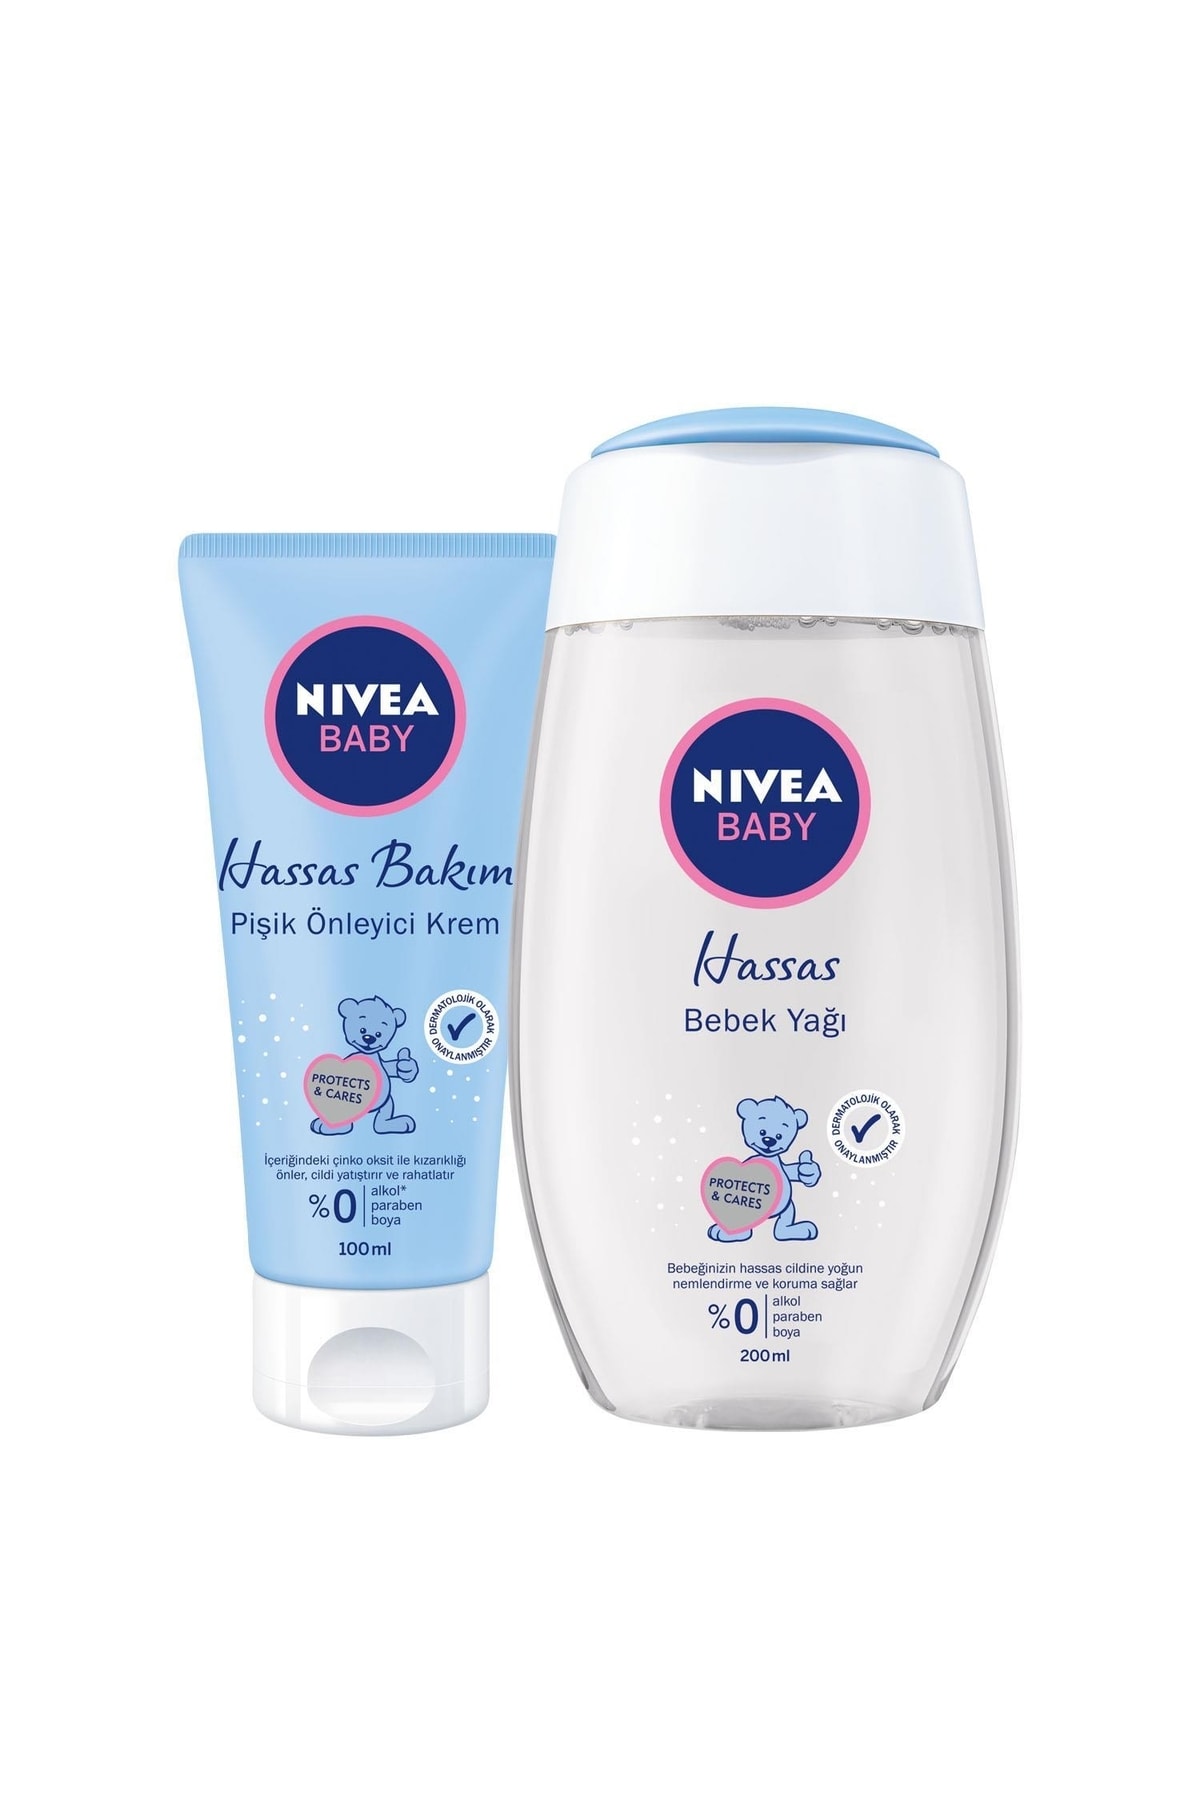 NIVEA
BABY
Hassas Bakım
Pişik Önleyici Krem
DERMATOLOJİK OLARAK
ONAYLANMIŞTIR
PROTECTS
& CARES
İçeriğindeki çinko oksit ile kızarıklığı
önler, cildi yatıştırır ve rahatlatır
%0
alkol*
paraben
boya
100ml
NIVEA
BABY
Hassas
Bebek Yağı
DERMATOLOJİK OLARAK
ONAYLANMIŞTIR
PROTECTS
& CARES
Bebeğinizin hassas cildine yoğun
nemlendirme ve koruma sağlar
%0
alkol
paraben
boya
200ml